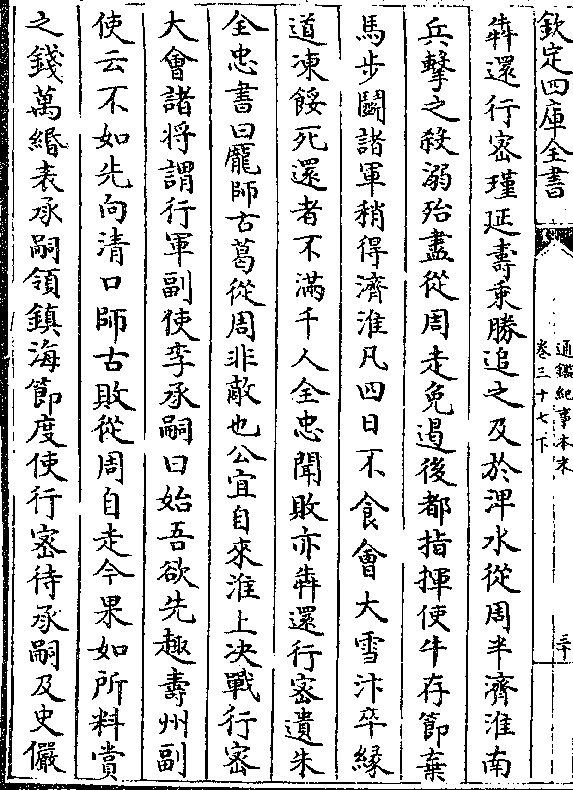 欽定四庫全書
通鑑紀事本末
卷三十七下
三十
犇還行密瑾延壽乘勝追之及於渒水從周半濟淮南
兵擊之殺溺殆盡從周走免遏後都指揮使牛存節棄
馬步鬭諸軍稍得濟淮凡四日不食會大雪汴卒緣
道凍餒死還者不滿千人全忠聞敗亦犇還行密遺朱
全忠書曰龎師古葛從周非敵也公宜自來淮上決戰行密
大會諸将謂行軍副使李承嗣曰始吾欲先趣壽州副
使云不如先向清口師古敗從周自走今果如所料賞
之錢萬緡表承嗣領鎮海節度使行密待承嗣及史儼